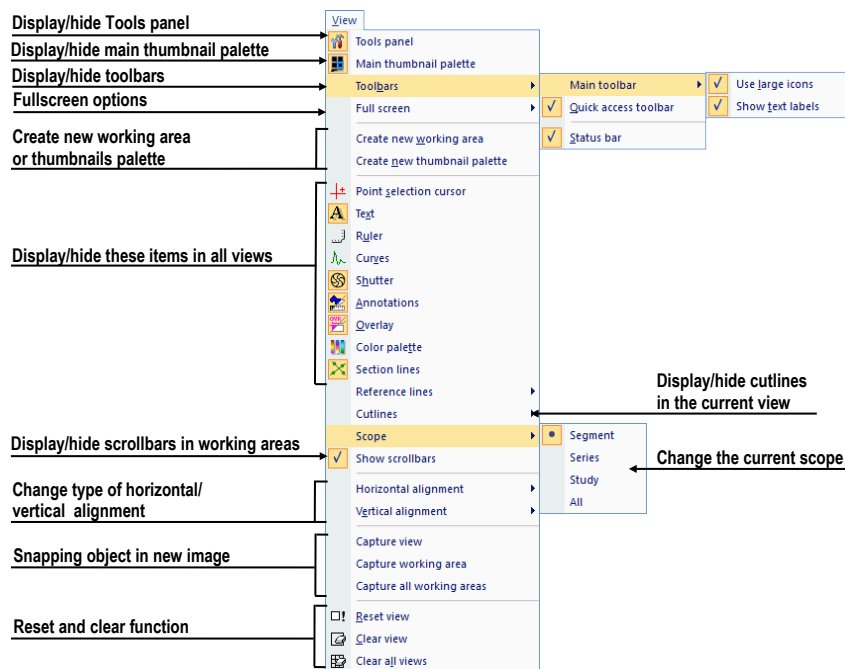 View
Display/hide Tools panel
Tools panel
Display/hide main thumbnail palette
Main thumbnail palette
Display/hide toolbars
Toolbars
Main toolbar
Use large icons
Fullscreen options
Full screen
Quick access toolbar
Show text labels
Create new working area
or thumbnails palette
Create new working area
Status bar
Create new thumbnail palette
Point selection cursor
A
Text
Ruler
Display/hide these items in all views
Curves
Shutter
Annotations
OVR
Overlay
Color palette
Section lines
Reference lines
Display/hide cutlines
in the current view
Cutlines
Display/hide scrollbars in working areas
Scope
Segment
Show scrollbars
Series
Change the current scope
Study
All
Change type of horizontal/
vertical alignment
Horizontal alignment
Vertical alignment
Snapping object in new image
Capture view
Capture working area
Capture all working areas
Reset and clear function
Reset view
Clear view
Clear all views